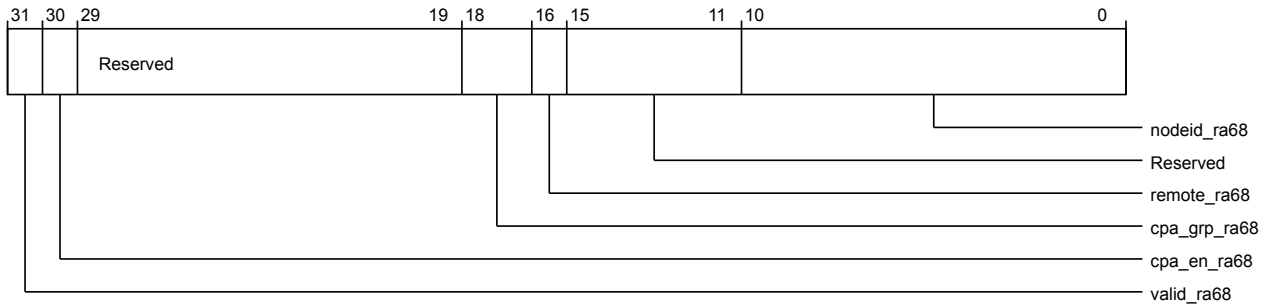 31 30 29 19 18 16 15 11 10 0
Reserved
nodeid_ra68
Reserved
remote_ra68
cpa_grp_ra68
cpa_en_ra68
valid_ra68